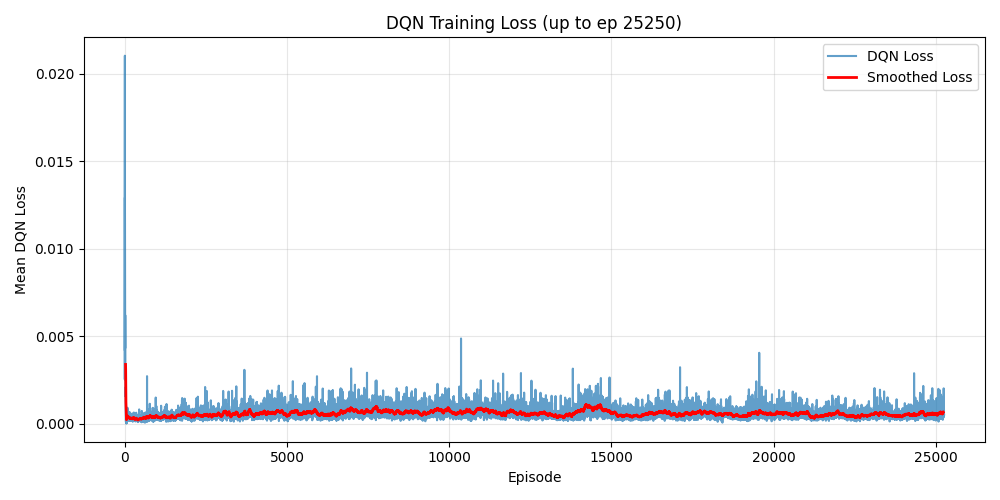 DQN Training Loss (up to ep 25250)
DQN Loss
Smoothed Loss
Mean DQN Loss
0.020
0.015
0.010
0.005
0.000
0
5000
10000
15000
20000
25000
Episode